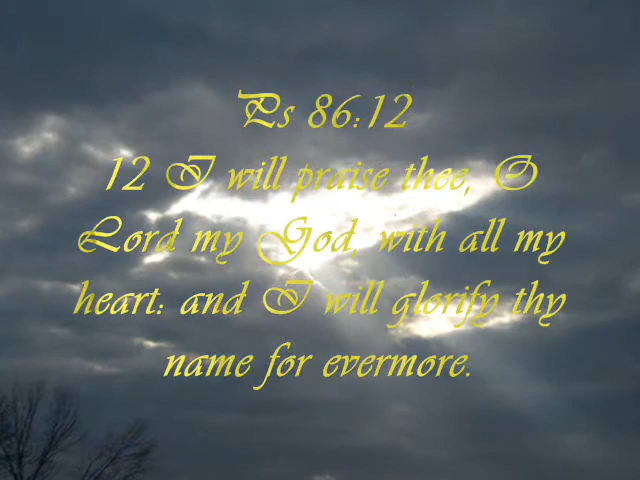 Ps 86:12
12 I will praise thee, O
Lord my God, with all my
heart: and I will glorify thy
name for evermore.